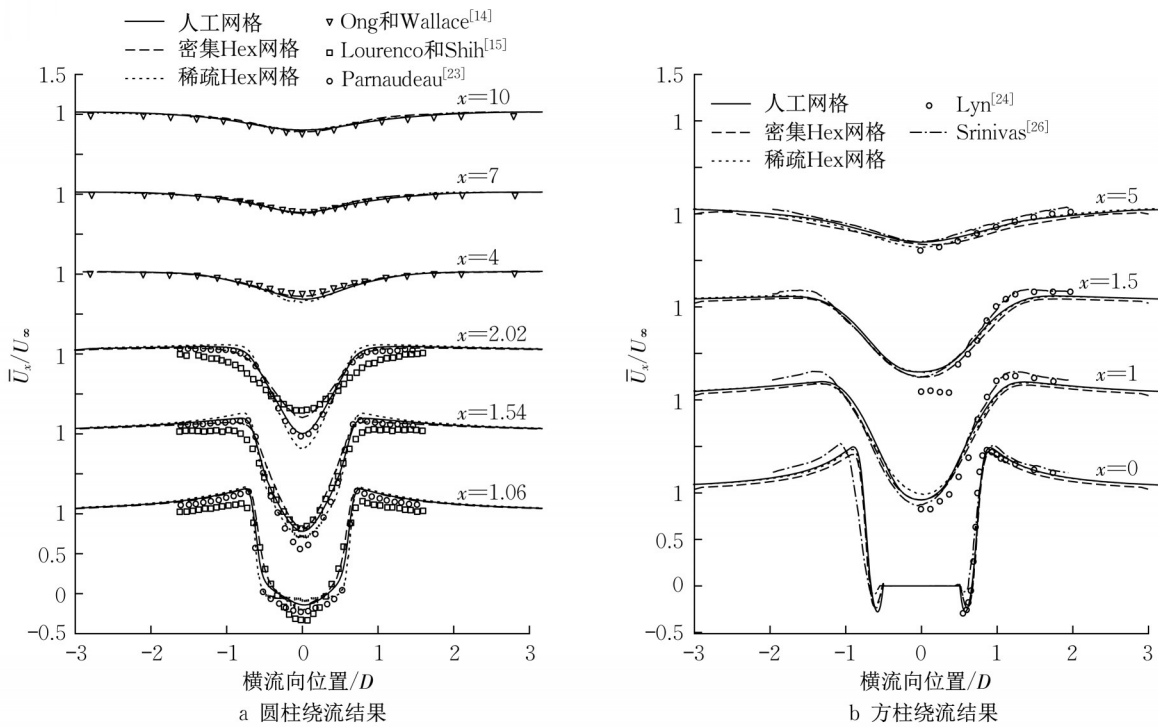 人工网格
密集Hex网格
稀疏Hex网格
Ong和Wallace[14]
Lourenco和Shih[15]
Parnaudeau[23]
1.5
1
1
1
1
1
1
0.5
0
−0.5
x=10
x=7
x=4
x=2.02
x=1.54
x=1.06
Ūx/U∞
−3 −2 −1 0 1 2 3
横流向位置/D
a 圆柱绕流结果
人工网格
密集Hex网格
稀疏Hex网格
Lyn[24]
Srinivas[26]
1.5
1
1
1
1
1
0.5
0
−0.5
x=5
x=1.5
x=1
x=0
Ūx/U∞
−3 −2 −1 0 1 2 3
横流向位置/D
b 方柱绕流结果